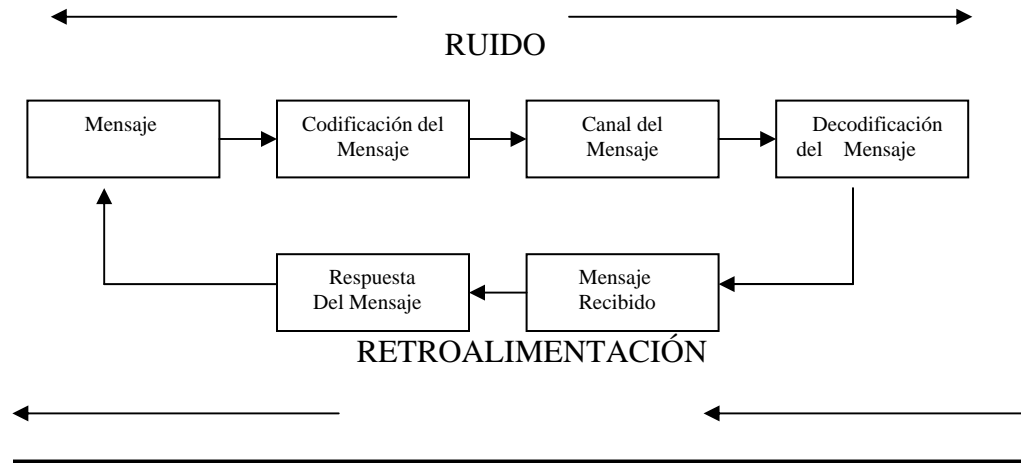 RUIDO
Mensaje
Codificación del
Mensaje
Canal del
Mensaje
Decodificación
del Mensaje
Respuesta
Del Mensaje
Mensaje
Recibido
RETROALIMENTACIÓN